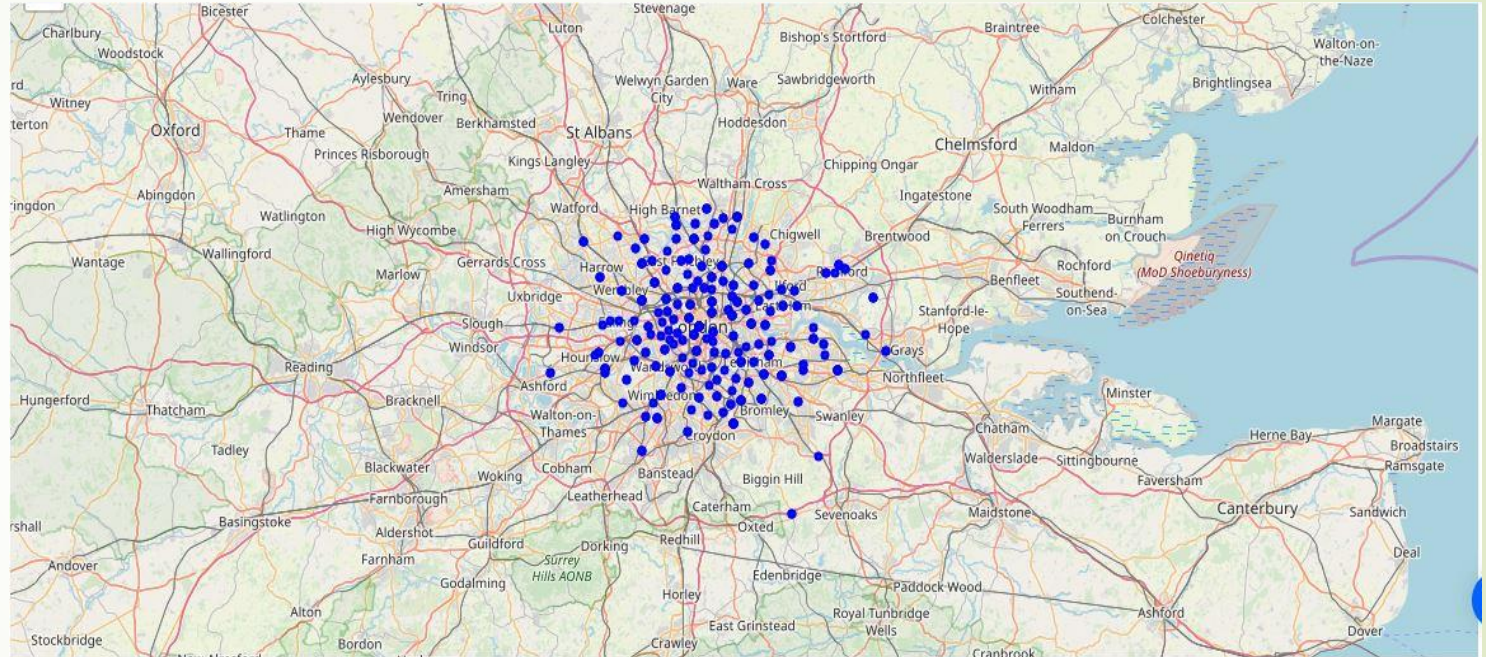 Bicester
Stevenage
Colchester
Charlbury
Luton
Bishop's Stortford
Braintree
Walton-on-
the-Naze
Woodstock
Aylesbury
Welwyn Garden
City
Ware
Sawbridgeworth
Brightlingsea
rd
Witney
Tring
Witham
Wendover
Berkhamsted
Hoddesdon
terton
Oxford
Thame
St Albans
Chelmsford
Maldon
Princes Risborough
Kings Langley
Chipping Ongar
Abingdon
Amersham
Waltham Cross
Ingatestone
ringdon
Watlington
Watford
High Barnet
South Woodham
Ferrers
Burnham
on Crouch
High Wycombe
Chigwell
Brentwood
Wantage
Wallingford
Gerrards Cross
Harrow
Rochford
Qinetiq
(MoD Shoeburyness)
Marlow
Benfleet
Uxbridge
Wembley
Southend-
on-Sea
Slough
London
Stanford-le-
Hope
Windsor
Hounslow
Grays
Reading
Northfleet
Ashford
Hungerford
Thatcham
Bracknell
Minster
Walton-on-
Thames
Bromley
Swanley
Chatham
Margate
Croydon
Herne Bay
Broadstairs
Tadley
Blackwater
Woking
Cobham
Banstead
Biggin Hill
Walderslade
Sittingbourne
Ramsgate
Faversham
Farnborough
Leatherhead
Caterham
Sevenoaks
Maidstone
Canterbury
Sandwich
rshall
Basingstoke
Aldershot
Oxted
Guildford
Dorking
Redhill
Deal
Andover
Farnham
Surrey
Hills AONB
Edenbridge
Paddock Wood
Godalming
Horley
Alton
East Grinstead
Royal Tunbridge
Wells
Ashford
Dover
Stockbridge
Bordon
Crawley
Cranbrook